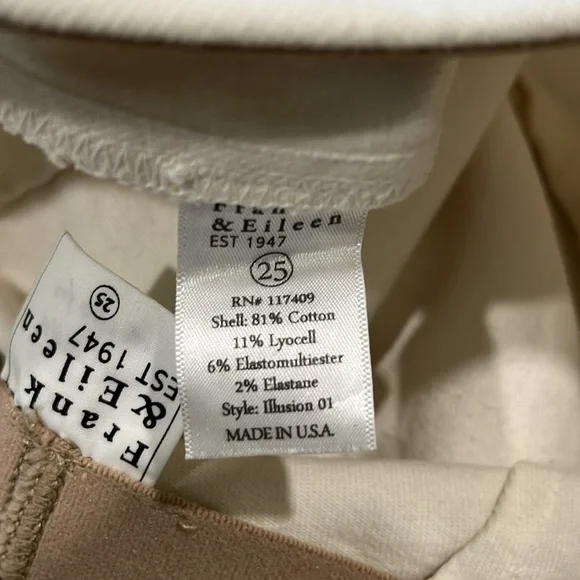 Fran
& Eileen
EST 1947
25
RN# 117409
Shell: 81% Cotton
11% Lyocell
6% Elastomultiester
2% Elastane
Style: Illusion 01
MADE IN U.S.A.
25
Frank
& Eileen
EST 1947